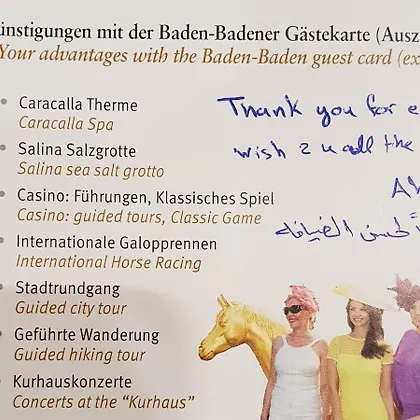 ünstigungen mit der Baden-Badener Gästekarte (Ausz
Your advantages with the Baden-Baden guest card (ex
Caracalla Therme
Caracalla Spa
Salina Salzgrotte
Salina sea salt grotto
Casino: Führungen, Klassisches Spiel
Casino: guided tours, Classic Game
Internationale Galopprennen
International Horse Racing
Stadtrundgang
Guided city tour
Geführte Wanderung
Guided hiking tour
Kurhauskonzerte
Concerts at the “Kurhaus”
Thank you for e
wish 2 u all the
A
حسن الضيافة